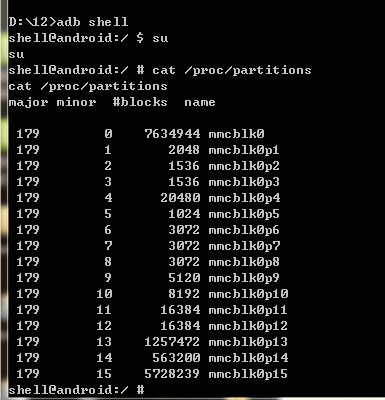 D:\12>adb shell
shell@android:/ $ su
su
shell@android:/ # cat /proc/partitions
cat /proc/partitions
major minor  #blocks  name
179        0    7634944 mmcblk0
179        1       2048 mmcblk0p1
179        2       1536 mmcblk0p2
179        3       1536 mmcblk0p3
179        4      20480 mmcblk0p4
179        5       1024 mmcblk0p5
179        6       3072 mmcblk0p6
179        7       3072 mmcblk0p7
179        8       3072 mmcblk0p8
179        9       5120 mmcblk0p9
179       10       8192 mmcblk0p10
179       11      16384 mmcblk0p11
179       12      16384 mmcblk0p12
179       13    1257472 mmcblk0p13
179       14     563200 mmcblk0p14
179       15    5728239 mmcblk0p15
shell@android:/ #